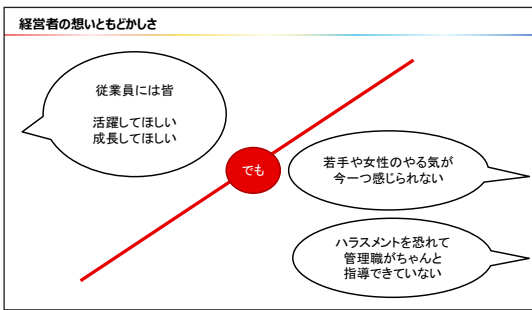 経営者の想いともどかしさ
従業員には皆
活躍してほしい
成長してほしい
でも
若手や女性のやる気が
今一つ感じられない
ハラスメントを恐れて
管理職がちゃんと
指導できていない